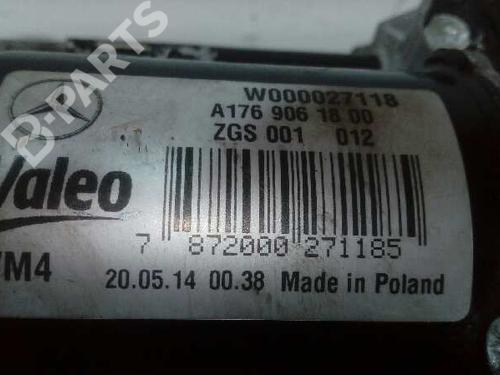 B-PARTS
W000027118
A176 906 18 00
ZGS 001 012
Valeo
7 872000 271185
VM4
20.05.14 00.38 Made in Poland